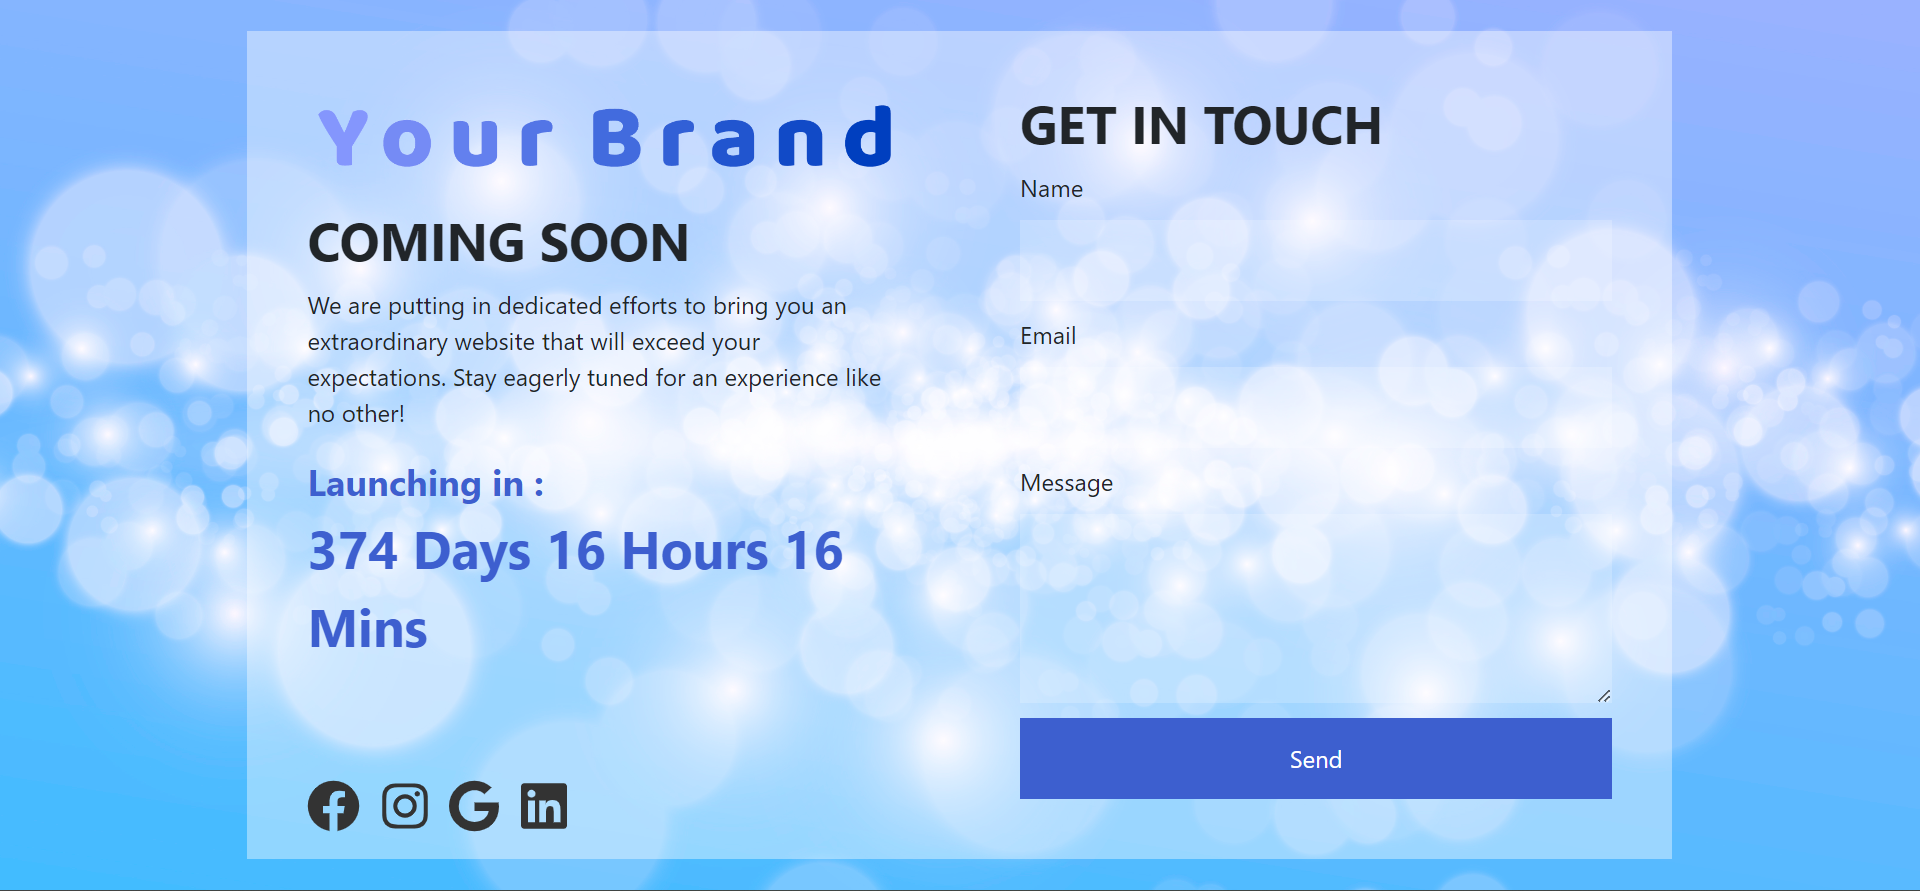 Your Brand
COMING SOON
We are putting in dedicated efforts to bring you an
extraordinary website that will exceed your
expectations. Stay eagerly tuned for an experience like
no other!
Launching in :
374 Days 16 Hours 16
Mins
GET IN TOUCH
Name
Email
Message
Send